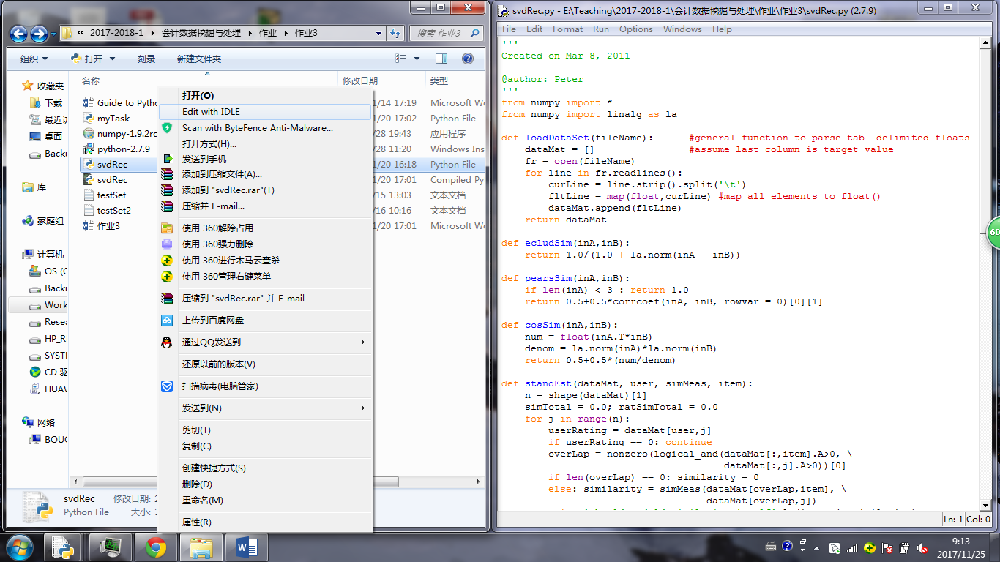 « 2017-2018-1 ▸ 会计数据挖掘与处理 ▸ 作业 ▸ 作业3
搜索 作业3
组织 打开 刻录 新建文件夹
收藏夹
下载
最近访
桌面
Backu
库
家庭组
计算机
OS (C
Backu
Work
Resea
HP_RE
SYSTE
CD 驱
HUAW
网络
BOUC
名称 修改日期 类型
Guide to Pyth 1/14 17:19 Microsoft We
myTask 1/20 17:02 Python File
numpy-1.9.2rc /28 19:43 应用程序
python-2.7.9 /28 11:20 Windows Ins
svdRec 1/20 16:18 Python File
svdRec 1/20 17:01 Compiled Py
testSet /15 13:03 文本文档
testSet2 /16 10:16 文本文档
作业3 1/20 17:01 Microsoft We
打开(O)
Edit with IDLE
Scan with ByteFence Anti-Malware...
打开方式(H)...
发送到手机
添加到压缩文件(A)...
添加到 "svdRec.rar"(T)
压缩并 E-mail...
使用 360解除占用
使用 360强力删除
使用 360进行木马云查杀
使用 360管理右键菜单
压缩到 "svdRec.rar" 并 E-mail
上传到百度网盘
通过QQ发送到
还原以前的版本(V)
扫描病毒(电脑管家)
发送到(N)
剪切(T)
复制(C)
创建快捷方式(S)
删除(D)
重命名(M)
属性(R)
svdRec 修改日期: 2
Python File 大小: 3
svdRec.py - E:\Teaching\2017-2018-1\会计数据挖掘与处理\作业\作业3\svdRec.py (2.7.9)
File Edit Format Run Options Windows Help
'''
Created on Mar 8, 2011
@author: Peter
'''
from numpy import *
from numpy import linalg as la
def loadDataSet(fileName):      #general function to parse tab -delimited floats
    dataMat = []                #assume last column is target value
    fr = open(fileName)
    for line in fr.readlines():
        curLine = line.strip().split('\t')
        fltLine = map(float,curLine) #map all elements to float()
        dataMat.append(fltLine)
    return dataMat
def ecludSim(inA,inB):
    return 1.0/(1.0 + la.norm(inA - inB))
def pearsSim(inA,inB):
    if len(inA) < 3 : return 1.0
    return 0.5+0.5*corrcoef(inA, inB, rowvar = 0)[0][1]
def cosSim(inA,inB):
    num = float(inA.T*inB)
    denom = la.norm(inA)*la.norm(inB)
    return 0.5+0.5*(num/denom)
def standEst(dataMat, user, simMeas, item):
    n = shape(dataMat)[1]
    simTotal = 0.0; ratSimTotal = 0.0
    for j in range(n):
        userRating = dataMat[user,j]
        if userRating == 0: continue
        overLap = nonzero(logical_and(dataMat[:,item].A>0, \
                                      dataMat[:,j].A>0))[0]
        if len(overLap) == 0: similarity = 0
        else: similarity = simMeas(dataMat[overLap,item], \
                                   dataMat[overLap,j])
Ln: 1 Col: 0
60
9:13
2017/11/25